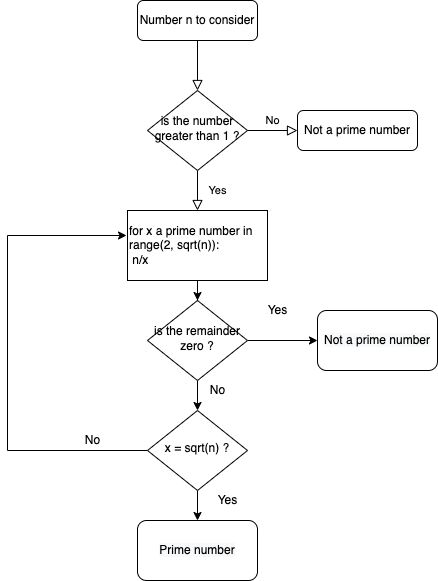 Number n to consider
is the number
greater than 1 ?
No
Not a prime number
Yes
for x a prime number in
range(2, sqrt(n)):
n/x
Yes
is the remainder
zero ?
Not a prime number
No
No
x = sqrt(n) ?
Yes
Prime number